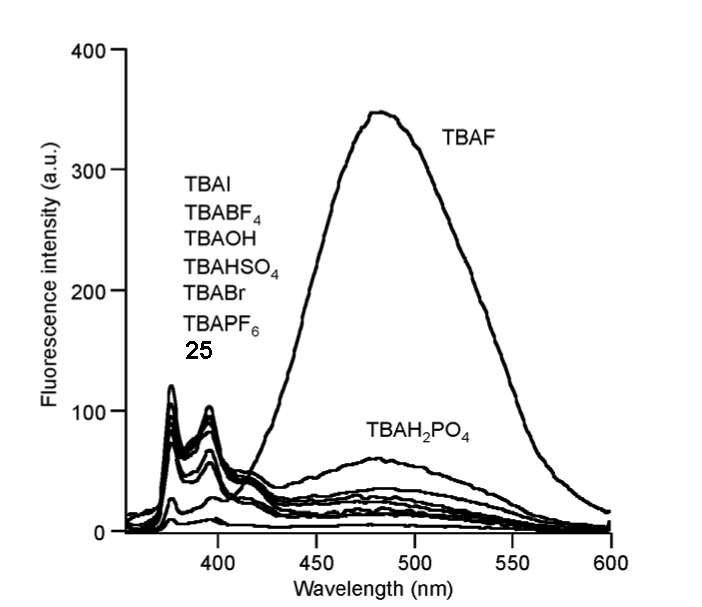 400
300
200
100
0
Fluorescence intensity (a.u.)
TBAF
TBAI
TBABF₄
TBAOH
TBAHSO₄
TBABr
TBAPF₆
25
TBAH₂PO₄
400 450 500 550 600
Wavelength (nm)